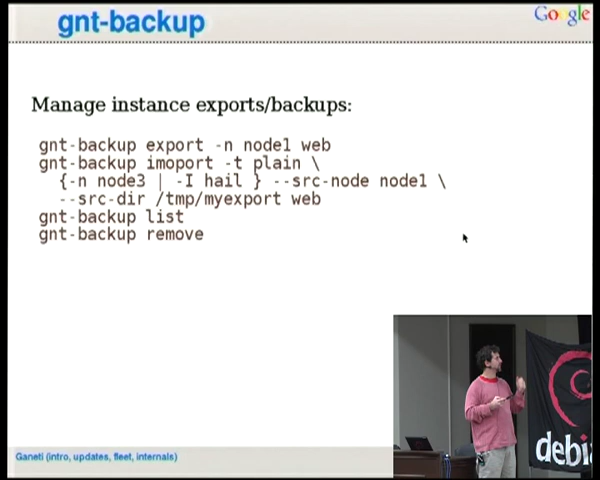 gnt-backup
Google
Manage instance exports/backups:
gnt-backup export -n node1 web
gnt-backup imoport -t plain \
{-n node3 | -I hail } --src-node node1 \
--src-dir /tmp/myexport web
gnt-backup list
gnt-backup remove
debi
Ganeti (intro, updates, fleet, internals)